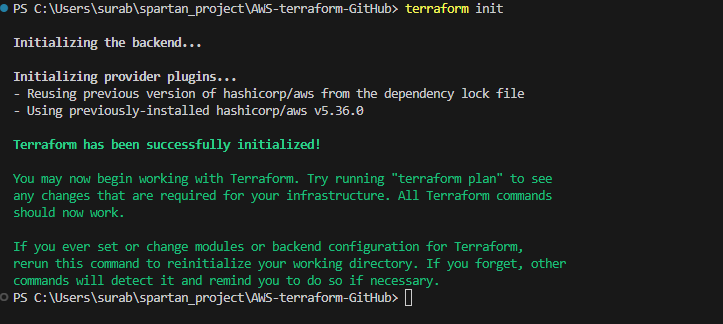 PS C:\Users\surab\spartan_project\AWS-terraform-GitHub> terraform init
Initializing the backend...
Initializing provider plugins...
- Reusing previous version of hashicorp/aws from the dependency lock file
- Using previously-installed hashicorp/aws v5.36.0
Terraform has been successfully initialized!
You may now begin working with Terraform. Try running "terraform plan" to see
any changes that are required for your infrastructure. All Terraform commands
should now work.
If you ever set or change modules or backend configuration for Terraform,
rerun this command to reinitialize your working directory. If you forget, other
commands will detect it and remind you to do so if necessary.
PS C:\Users\surab\spartan_project\AWS-terraform-GitHub>